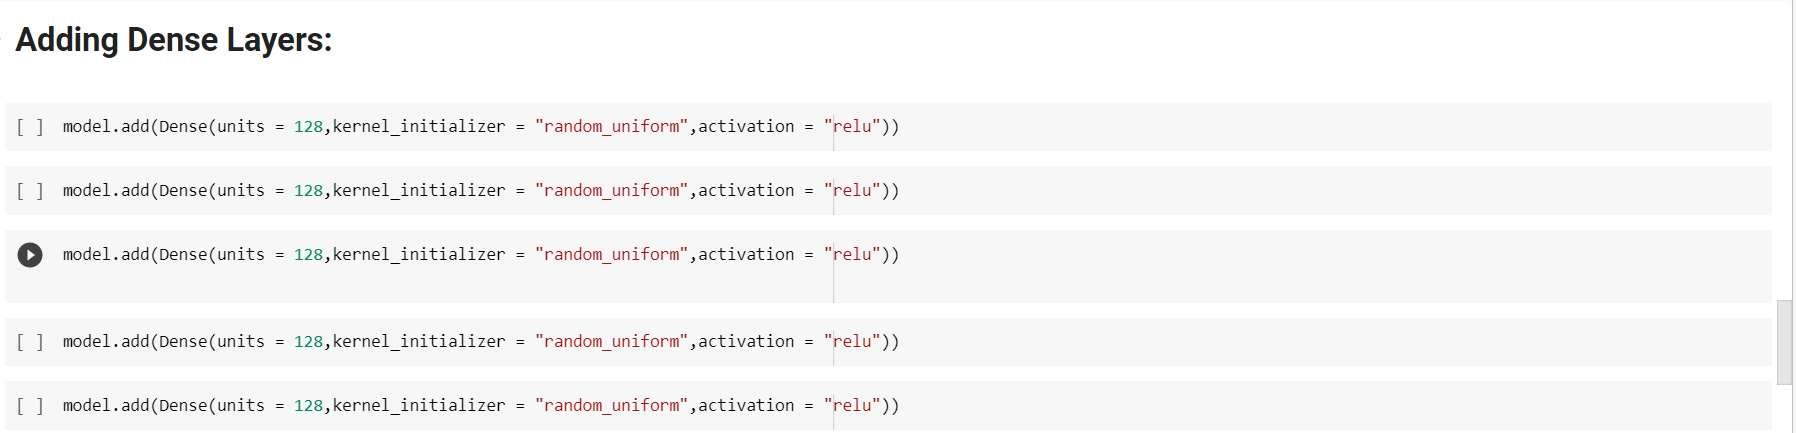 Adding Dense Layers:
[ ] model.add(Dense(units = 128,kernel_initializer = "random_uniform",activation = "relu"))
[ ] model.add(Dense(units = 128,kernel_initializer = "random_uniform",activation = "relu"))
model.add(Dense(units = 128,kernel_initializer = "random_uniform",activation = "relu"))
[ ] model.add(Dense(units = 128,kernel_initializer = "random_uniform",activation = "relu"))
[ ] model.add(Dense(units = 128,kernel_initializer = "random_uniform",activation = "relu"))